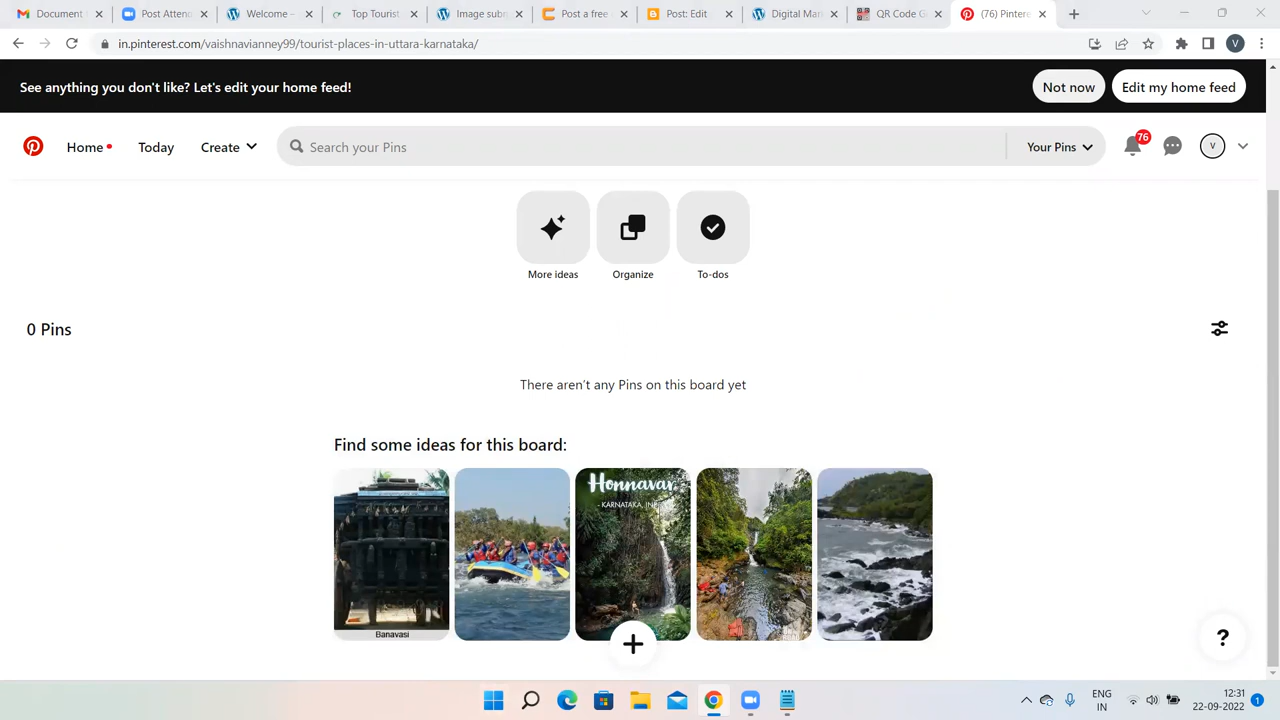 Document
Post Attend
Welcome –
Top Tourist
Image sub
Post a free
Post: Edit
Digital Mar
QR Code G
(76) Pintere
in.pinterest.com/vaishnavianney99/tourist-places-in-uttara-karnataka/
V
See anything you don't like? Let's edit your home feed!
Not now
Edit my home feed
Home
Today
Create
Search your Pins
Your Pins
76
V
More ideas
Organize
To-dos
0 Pins
There aren't any Pins on this board yet
Find some ideas for this board:
Honnavar
- KARNATAKA, IN
Banavasi
?
ENG
IN
12:31
22-09-2022
1